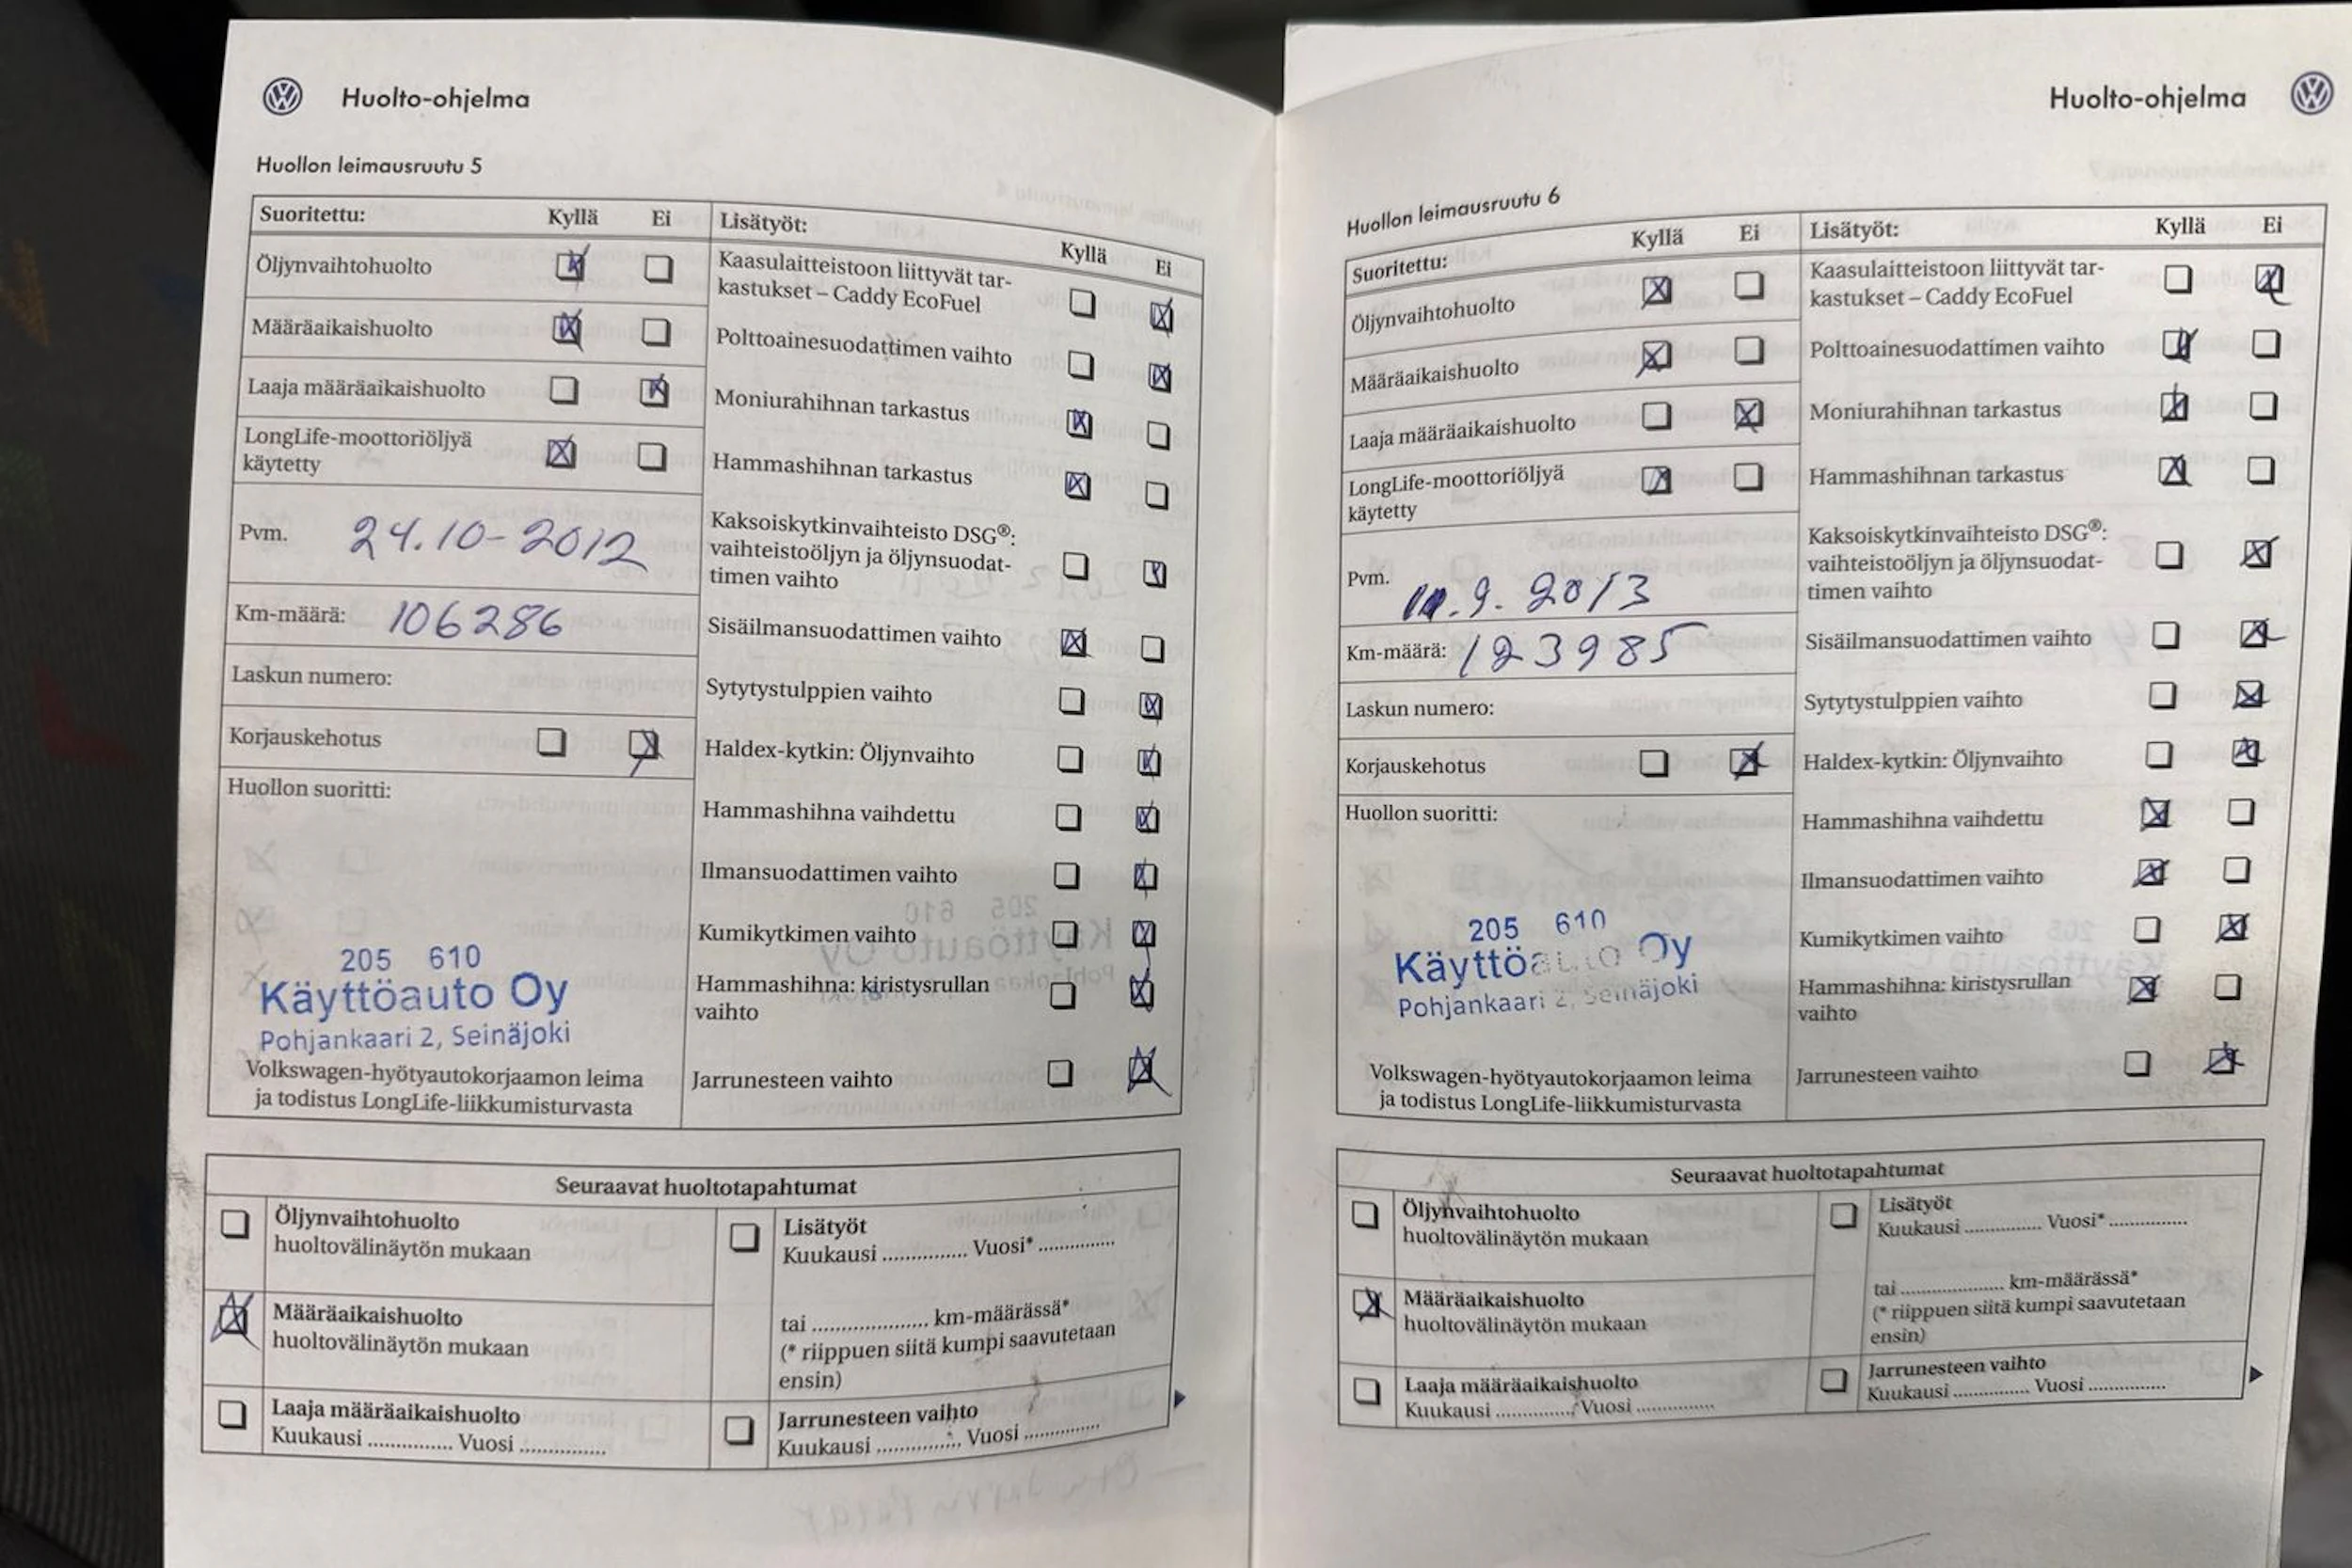 Huolto-ohjelma
Huollon leimausruutu 5
Suoritettu: Kyllä Ei
Öljynvaihtohuolto
Määräaikaishuolto
Laaja määräaikaishuolto
LongLife-moottoriöljyä
käytetty
Pvm. 24.10-2012
Km-määrä: 106286
Laskun numero:
Korjauskehotus
Huollon suoritti:
205 610
Käyttöauto Oy
Pohjankaari 2, Seinäjoki
Volkswagen-hyötyautokorjaamon leima
ja todistus LongLife-liikkumisturvasta
Lisätyöt: Kyllä Ei
Kaasulaitteistoon liittyvät tar-
kastukset – Caddy EcoFuel
Polttoainesuodattimen vaihto
Moniurahihnan tarkastus
Hammashihnan tarkastus
Kaksoiskytkinvaihteisto DSG®:
vaihteistoöljyn ja öljynsuodat-
timen vaihto
Sisäilmansuodattimen vaihto
Sytytystulppien vaihto
Haldex-kytkin: Öljynvaihto
Hammashihna vaihdettu
Ilmansuodattimen vaihto
Kumikytkimen vaihto
Hammashihna: kiristysrullan
vaihto
Jarrunesteen vaihto
Seuraavat huoltotapahtumat
Öljynvaihtohuolto
huoltovälinäytön mukaan
Määräaikaishuolto
huoltovälinäytön mukaan
Laaja määräaikaishuolto
Kuukausi ............... Vuosi ...............
Lisätyöt
Kuukausi ............... Vuosi* ..............
tai .................... km-määrässä*
(* riippuen siitä kumpi saavutetaan
ensin)
Jarrunesteen vaihto
Kuukausi ............... Vuosi ..............
Huolto-ohjelma
Huollon leimausruutu 6
Suoritettu: Kyllä Ei
Öljynvaihtohuolto
Määräaikaishuolto
Laaja määräaikaishuolto
LongLife-moottoriöljyä
käytetty
Pvm. .9.2013
Km-määrä: 123985
Laskun numero:
Korjauskehotus
Huollon suoritti:
205 610
Käyttöauto Oy
Pohjankaari 2, Seinäjoki
Volkswagen-hyötyautokorjaamon leima
ja todistus LongLife-liikkumisturvasta
Lisätyöt: Kyllä Ei
Kaasulaitteistoon liittyvät tar-
kastukset – Caddy EcoFuel
Polttoainesuodattimen vaihto
Moniurahihnan tarkastus
Hammashihnan tarkastus
Kaksoiskytkinvaihteisto DSG®:
vaihteistoöljyn ja öljynsuodat-
timen vaihto
Sisäilmansuodattimen vaihto
Sytytystulppien vaihto
Haldex-kytkin: Öljynvaihto
Hammashihna vaihdettu
Ilmansuodattimen vaihto
Kumikytkimen vaihto
Hammashihna: kiristysrullan
vaihto
Jarrunesteen vaihto
Seuraavat huoltotapahtumat
Öljynvaihtohuolto
huoltovälinäytön mukaan
Määräaikaishuolto
huoltovälinäytön mukaan
Laaja määräaikaishuolto
Kuukausi .............. Vuosi ..............
Lisätyöt
Kuukausi .............. Vuosi* ..............
tai ................... km-määrässä*
(* riippuen siitä kumpi saavutetaan
ensin)
Jarrunesteen vaihto
Kuukausi .............. Vuosi ..............